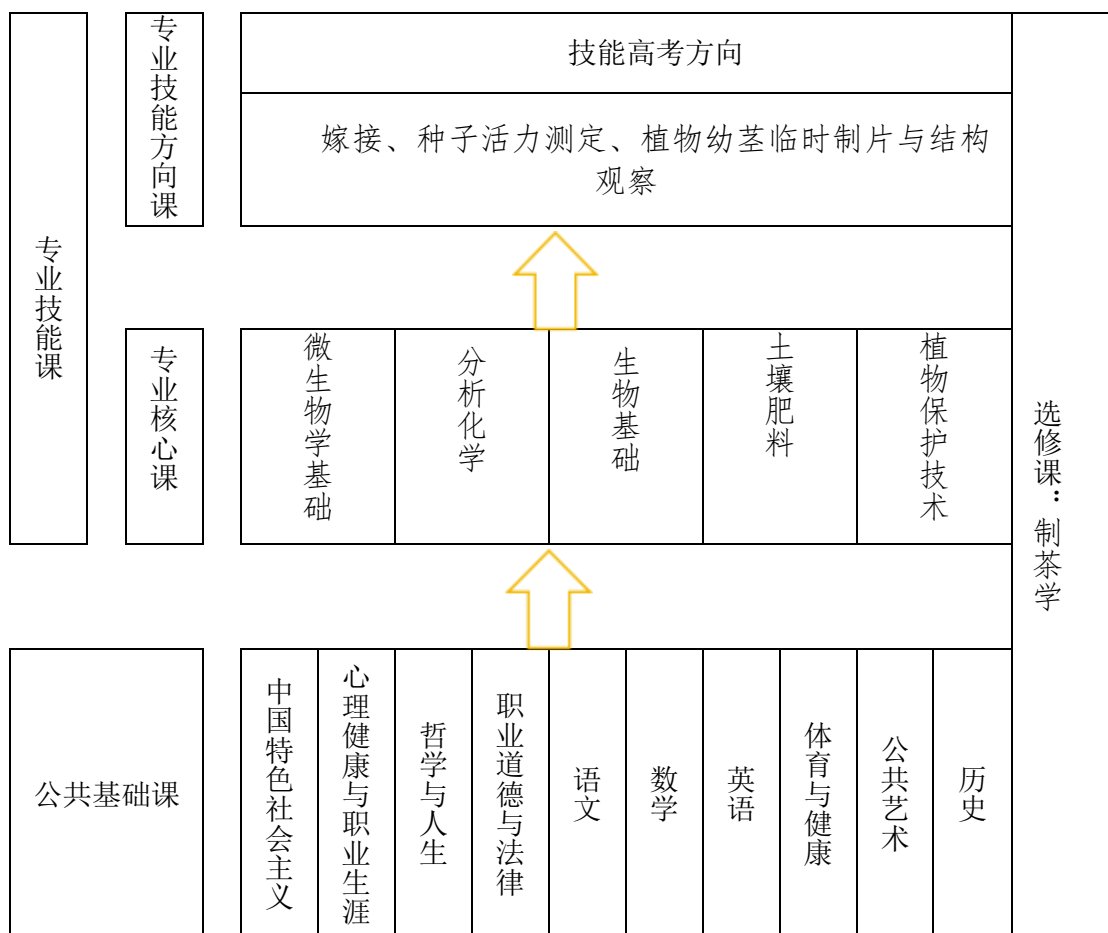 专业技能课
专业技能方向课
技能高考方向
嫁接、种子活力测定、植物幼茎临时制片与结构
观察
专业核心课
微生物学基础
分析化学
生物基础
土壤肥料
植物保护技术
选修课：制茶学
公共基础课
中国特色社会主义
心理健康与职业生涯
哲学与人生
职业道德与法律
语文
数学
英语
体育与健康
公共艺术
历史